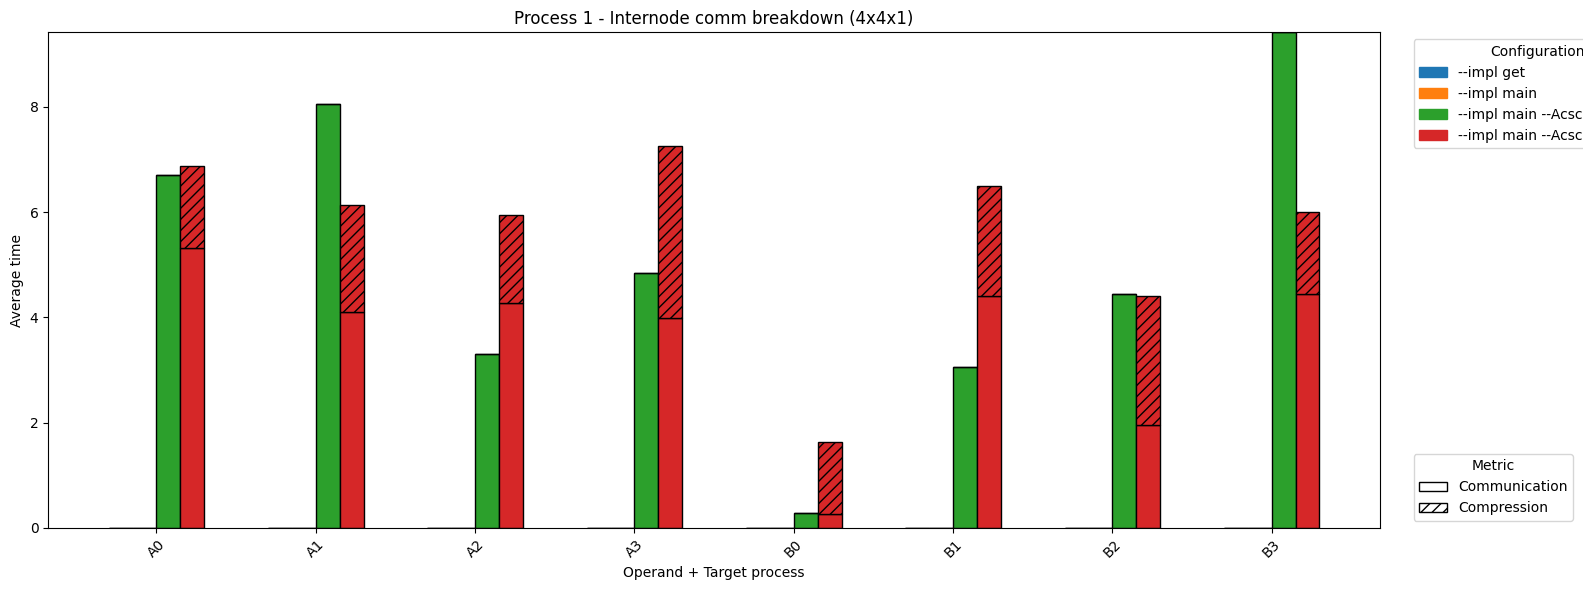 Process 1 - Internode comm breakdown (4x4x1)
Average time
8
6
4
2
0
A0
A1
A2
A3
B0
B1
B2
B3
Operand + Target process
Configuration
--impl get
--impl main
--impl main --Acsc
--impl main --Acsc
Metric
Communication
Compression